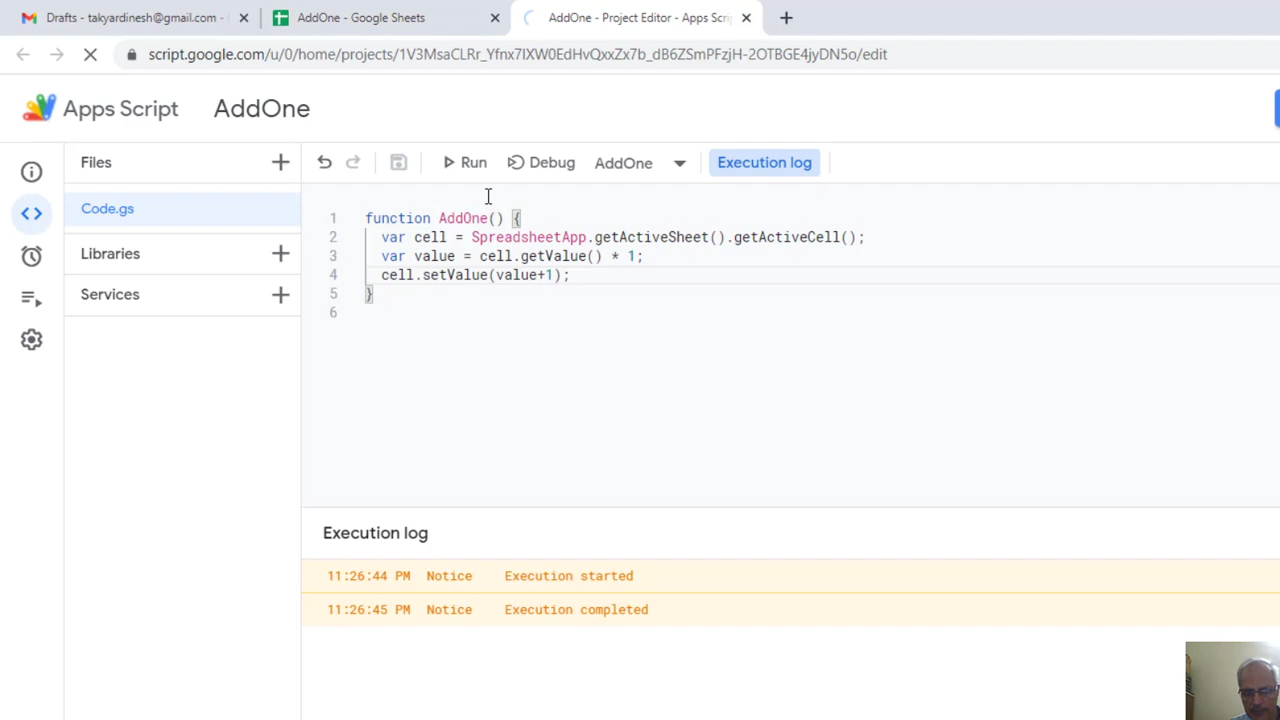 Drafts - takyardinesh@gmail.com -
AddOne - Google Sheets
AddOne - Project Editor - Apps Scri
script.google.com/u/0/home/projects/1V3MsaCLRr_Yfnx7lXW0EdHvQxxZx7b_dB6ZSmPFzjH-2OTBGE4jyDN5o/edit
Apps Script AddOne
Files
Run Debug AddOne Execution log
Code.gs
Libraries
Services
1 function AddOne() {
2 var cell = SpreadsheetApp.getActiveSheet().getActiveCell();
3 var value = cell.getValue() * 1;
4 cell.setValue(value+1);
5 }
6
Execution log
11:26:44 PM Notice Execution started
11:26:45 PM Notice Execution completed